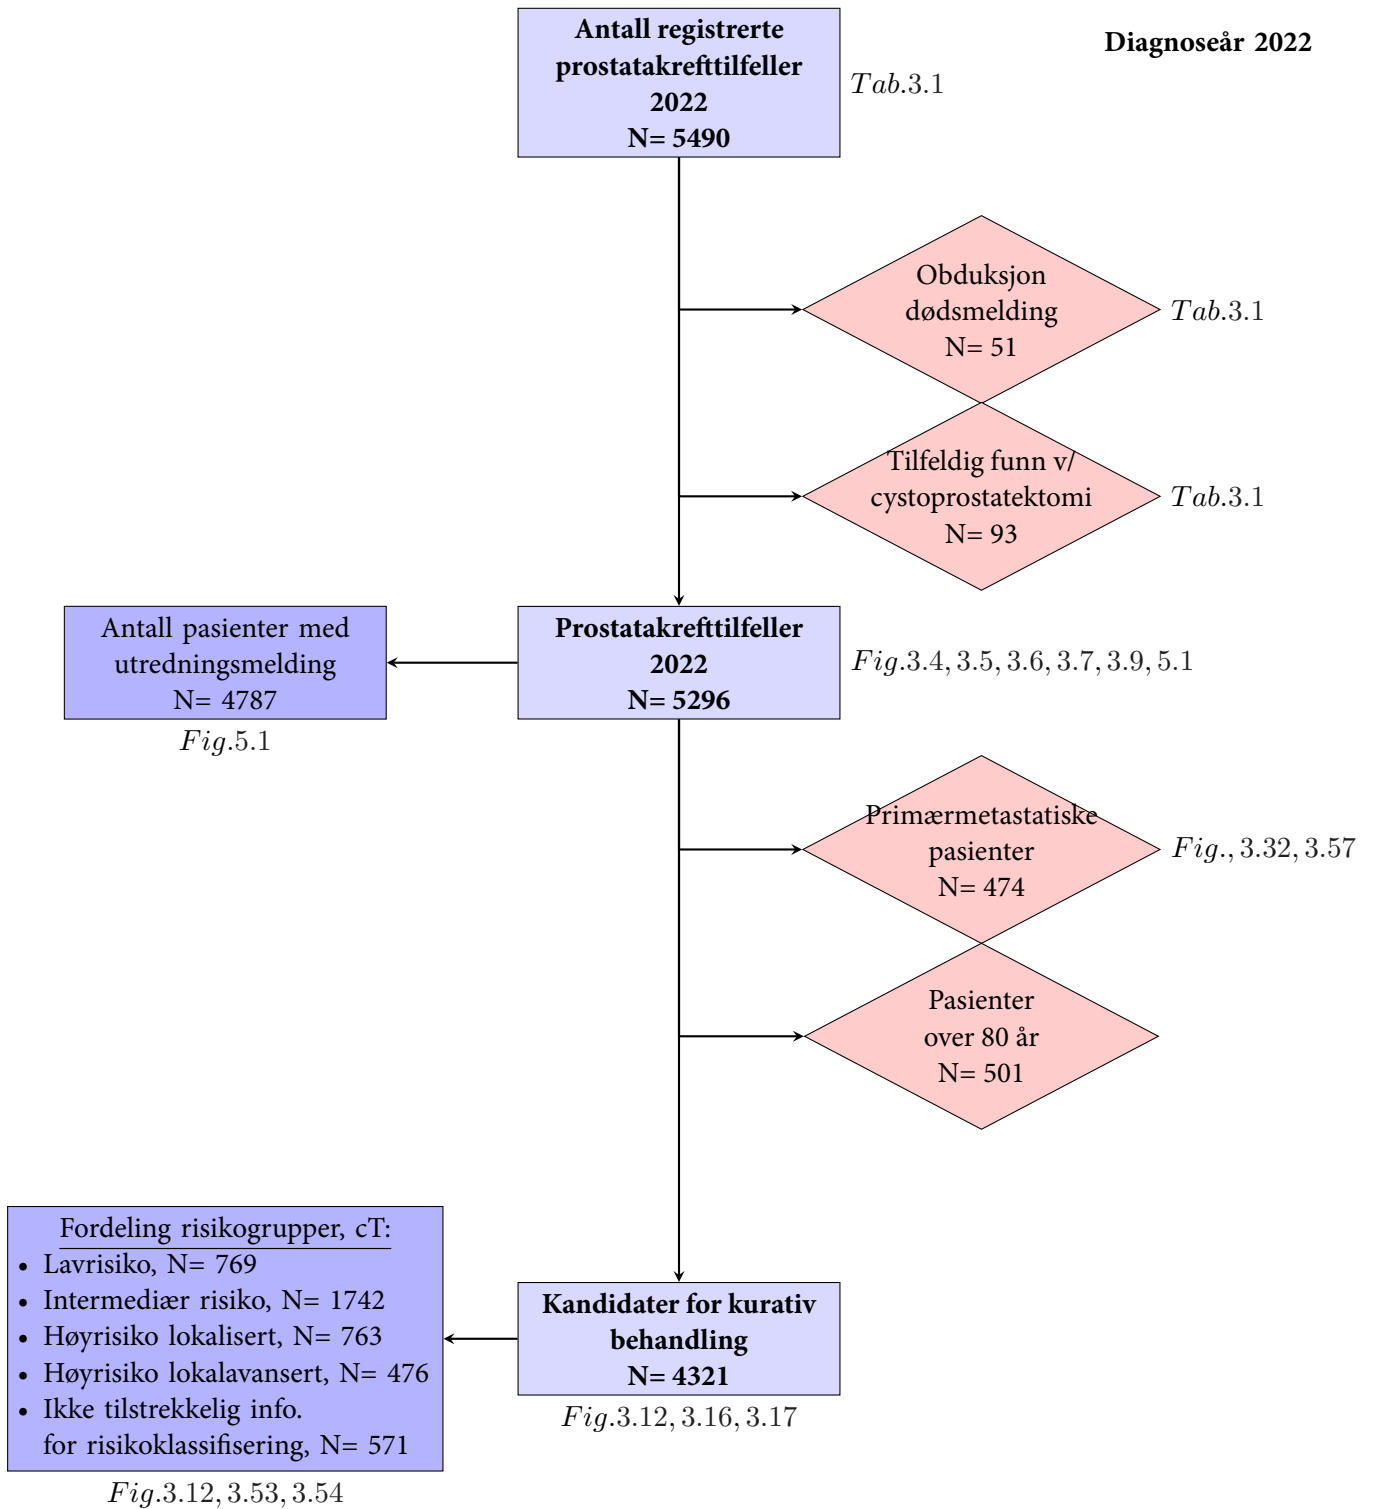 Antall registrerte
prostatakrefttilfeller
2022
N= 5490
Diagnoseår 2022
Tab.3.1
Obduksjon
dødsmelding
N= 51
Tab.3.1
Tilfeldig funn v/
cystoprostatektomi
N= 93
Tab.3.1
Antall pasienter med
utredningsmelding
N= 4787
Fig.5.1
Prostatakrefttilfeller
2022
N= 5296
Fig.3.4, 3.5, 3.6, 3.7, 3.9, 5.1
Primærmetastatiske
pasienter
N= 474
Fig., 3.32, 3.57
Pasienter
over 80 år
N= 501
Fordeling risikogrupper, cT:
• Lavrisiko, N= 769
• Intermediær risiko, N= 1742
• Høyrisiko lokalisert, N= 763
• Høyrisiko lokalavansert, N= 476
• Ikke tilstrekkelig info.
for risikoklassifisering, N= 571
Fig.3.12, 3.53, 3.54
Kandidater for kurativ
behandling
N= 4321
Fig.3.12, 3.16, 3.17